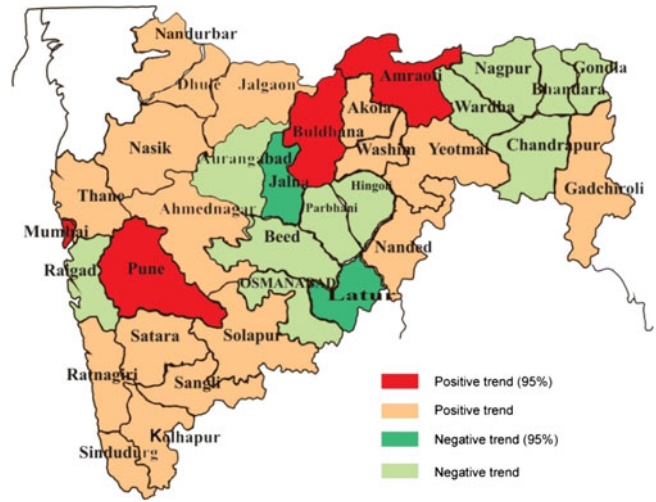 Nandurbar
Dhule
Jalgaon
Amraoti
Nagpur
Gondia
Bhandara
Akola
Wardha
Buldhana
Nasik
Washim
Yeotmal
Chandrapur
Aurangabad
Jalna
Hingoli
Gadchiroli
Thane
Ahmednagar
Parbhani
Mumbai
Beed
Nanded
Raigad
Pune
OSMANABAD
Latur
Satara
Solapur
Ratnagiri
Sangli
Kolhapur
Sindudurg
Positive trend (95%)
Positive trend
Negative trend (95%)
Negative trend